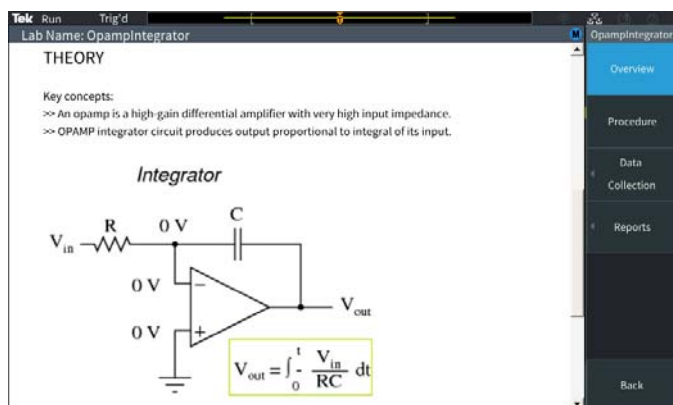 Tek Run Trig'd
Lab Name: OpampIntegrator
M
OpampIntegrator
THEORY
Key concepts:
>> An opamp is a high-gain differential amplifier with very high input impedance.
>> OPAMP integrator circuit produces output proportional to integral of its input.
Integrator
R
0 V
C
Vin
0 V
−
Vout
0 V
+
Vout = ∫0t - Vin/RC dt
Overview
Procedure
Data
Collection
Reports
Back